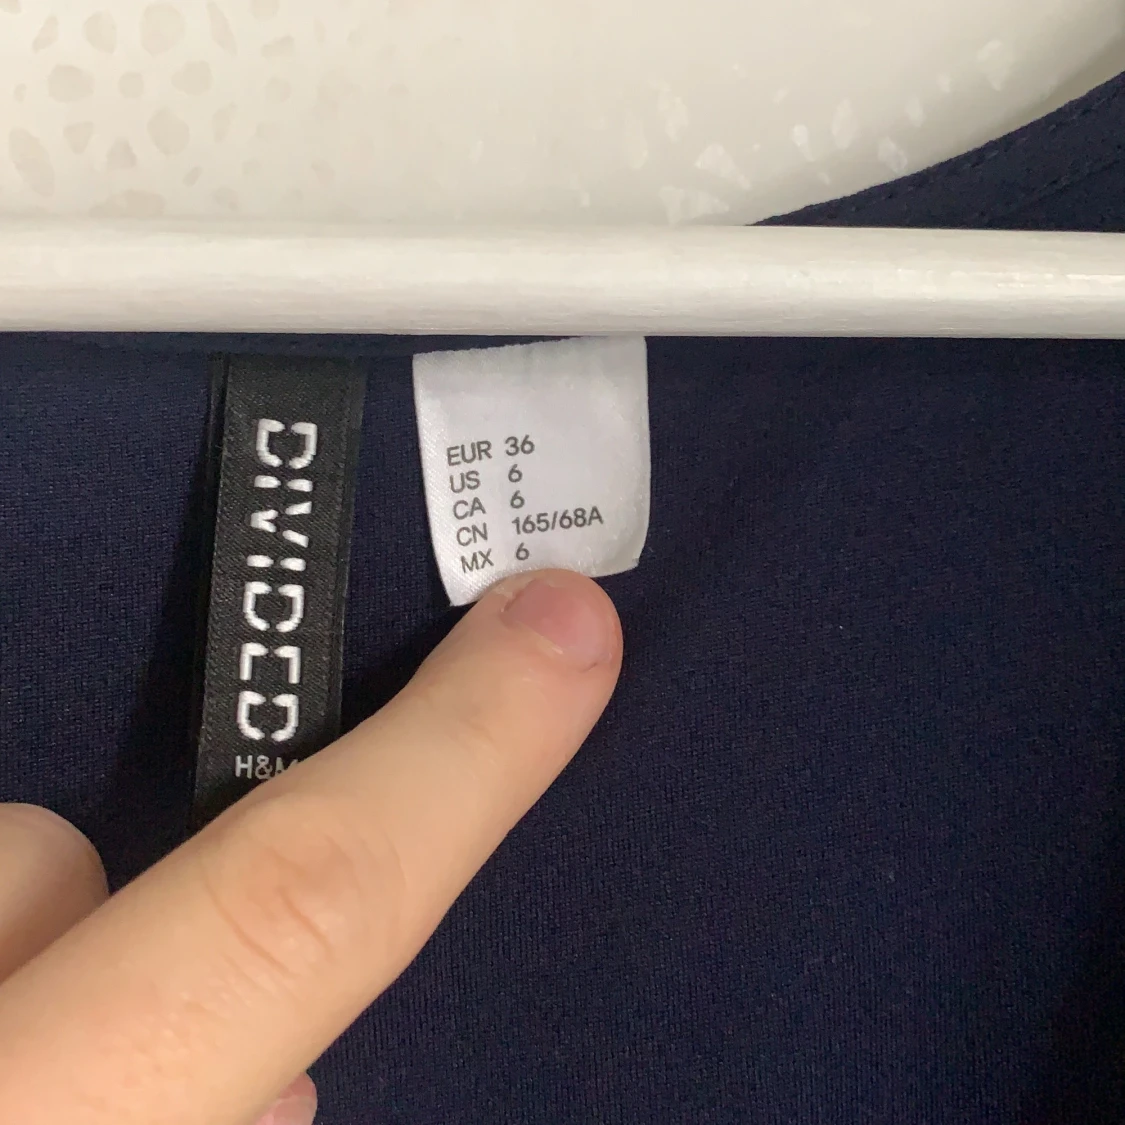 DIVIDED
H&M
EUR 36
US 6
CA 6
CN 165/68A
MX 6